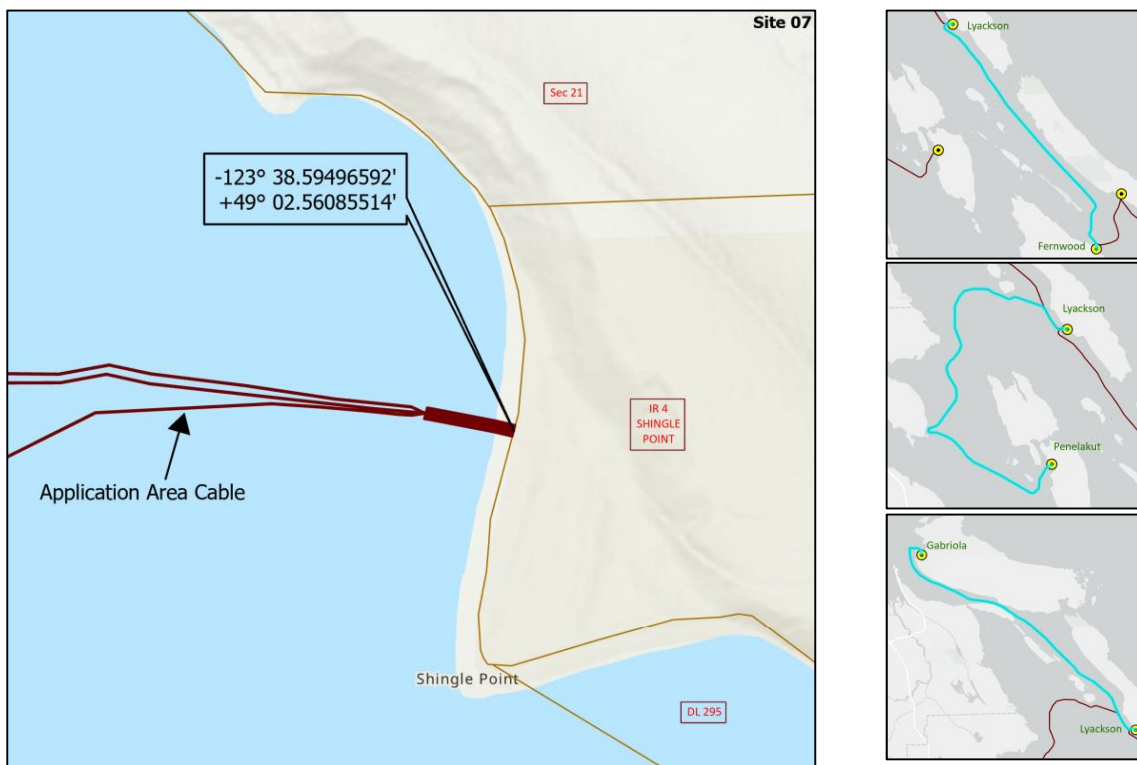 Site 07
Sec 21
-123° 38.59496592'
+49° 02.56085514'
IR 4
SHINGLE
POINT
Application Area Cable
Shingle Point
DL 295
Lyackson
Fernwood
Lyackson
Penelakut
Gabriola
Lyackson